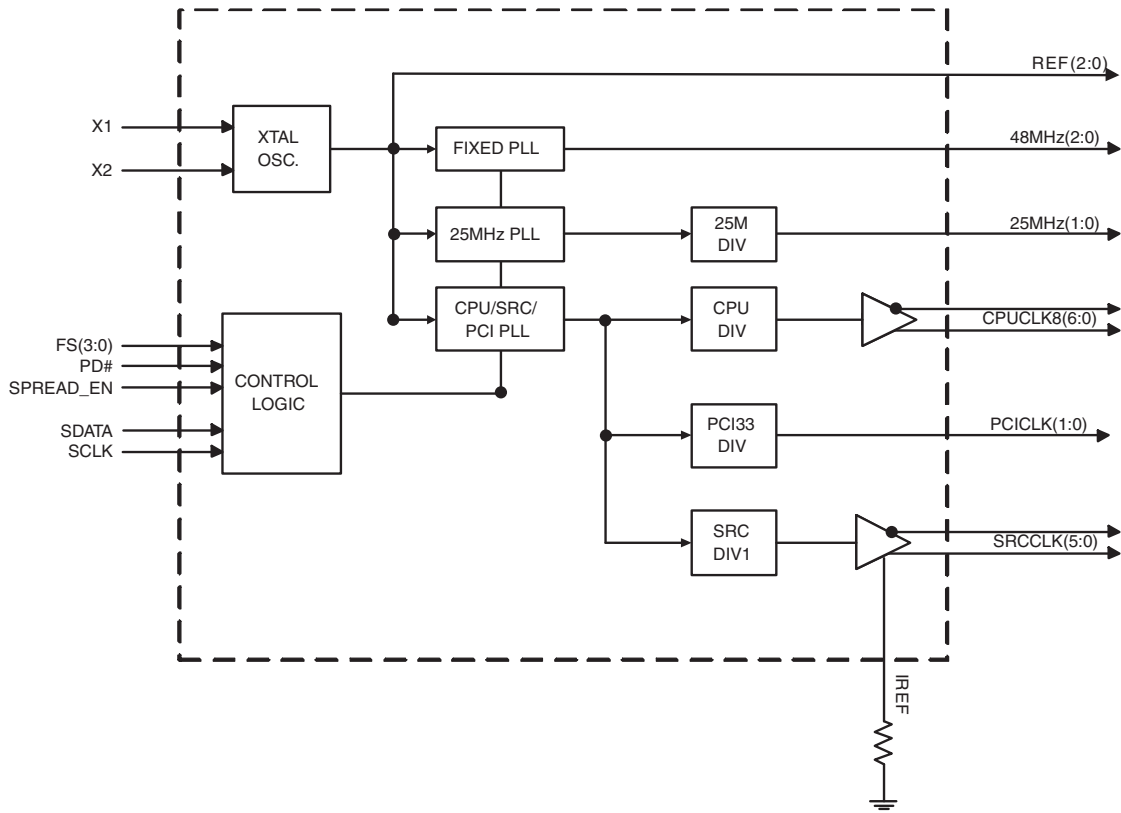 REF(2:0)
X1
XTAL
OSC.
FIXED PLL
48MHz(2:0)
X2
25MHz PLL
25M
DIV
25MHz(1:0)
CPU/SRC/
PCI PLL
CPU
DIV
CPUCLK8(6:0)
FS(3:0)
PD#
SPREAD_EN
SDATA
SCLK
CONTROL
LOGIC
PCI33
DIV
PCICLK(1:0)
SRC
DIV1
SRCCLK(5:0)
IREF